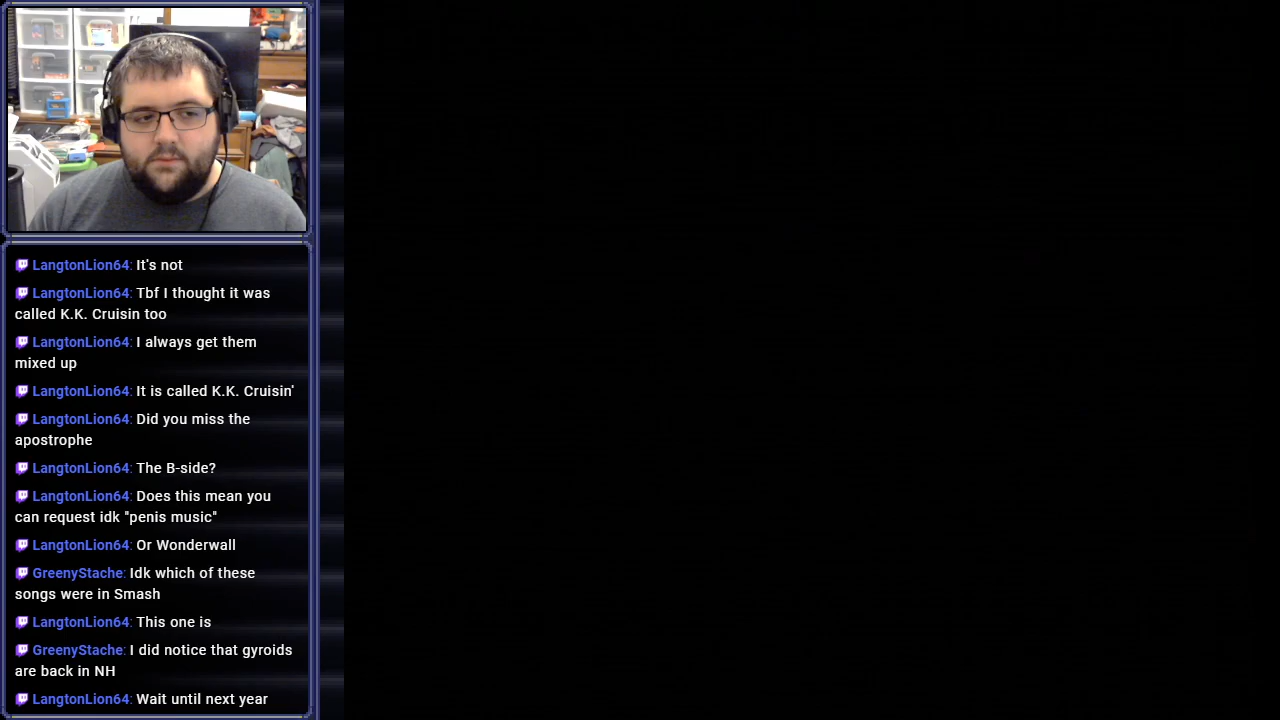 LangtonLion64: It's not
LangtonLion64: Tbf I thought it was
called K.K. Cruisin too
LangtonLion64: I always get them
mixed up
LangtonLion64: It is called K.K. Cruisin'
LangtonLion64: Did you miss the
apostrophe
LangtonLion64: The B-side?
LangtonLion64: Does this mean you
can request idk "penis music"
LangtonLion64: Or Wonderwall
GreenyStache: Idk which of these
songs were in Smash
LangtonLion64: This one is
GreenyStache: I did notice that gyroids
are back in NH
LangtonLion64: Wait until next year